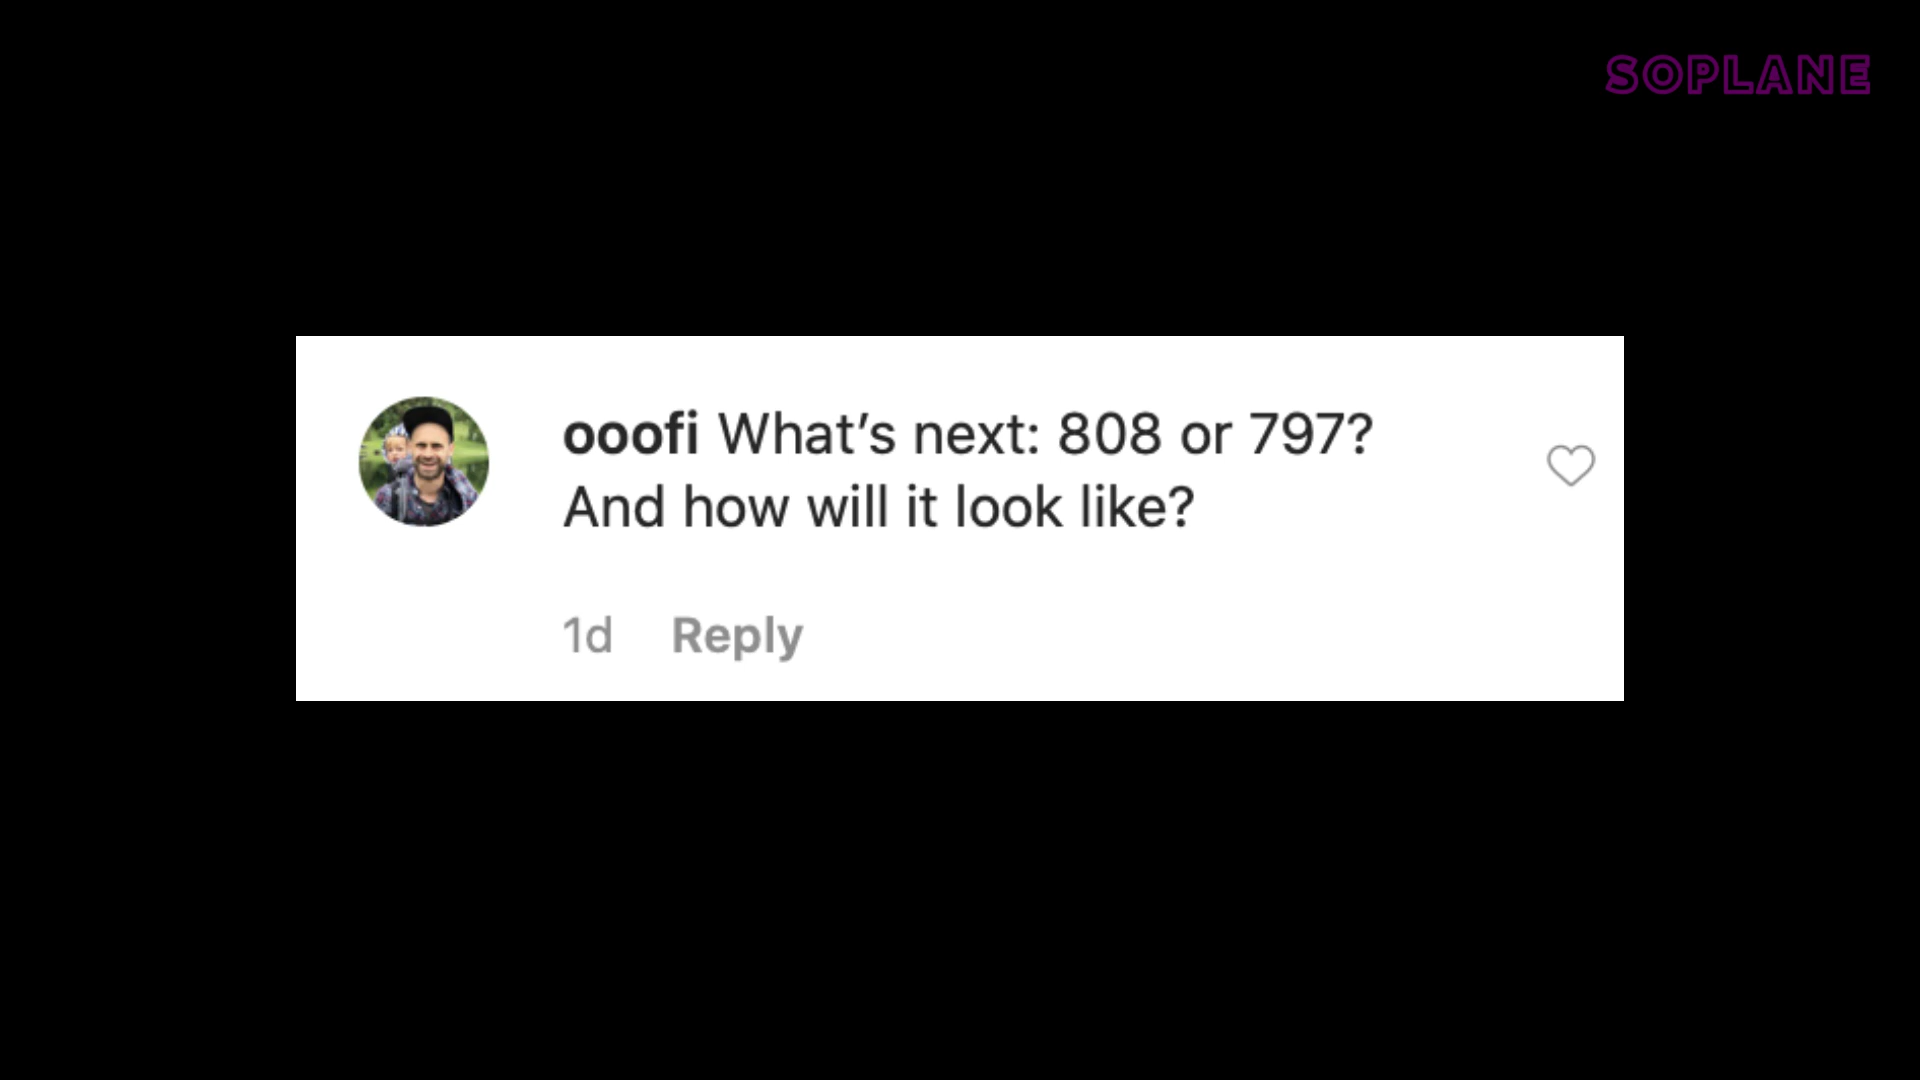 SOPLANE
ooofi What's next: 808 or 797?
And how will it look like?
1d Reply